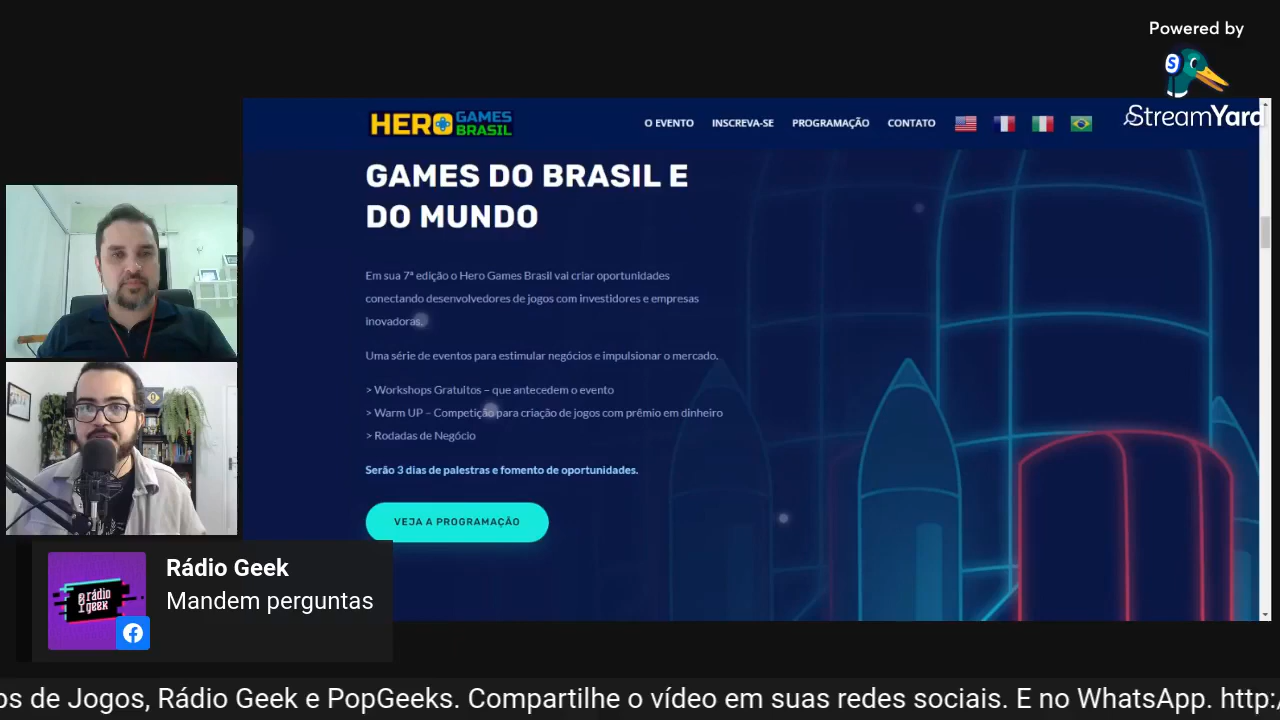 Powered by
S
StreamYard
HERO GAMES
BRASIL
O EVENTO INSCREVA-SE PROGRAMAÇÃO CONTATO
GAMES DO BRASIL E
DO MUNDO
Em sua 7ª edição o Hero Games Brasil vai criar oportunidades
conectando desenvolvedores de jogos com investidores e empresas
inovadoras.
Uma série de eventos para estimular negócios e impulsionar o mercado.
> Workshops Gratuitos – que antecedem o evento
> Warm UP – Competição para criação de jogos com prêmio em dinheiro
> Rodadas de Negócio
Serão 3 dias de palestras e fomento de oportunidades.
VEJA A PROGRAMAÇÃO
rádio
geek
Rádio Geek
Mandem perguntas
os de Jogos, Rádio Geek e PopGeeks. Compartilhe o vídeo em suas redes sociais. E no WhatsApp. http:/